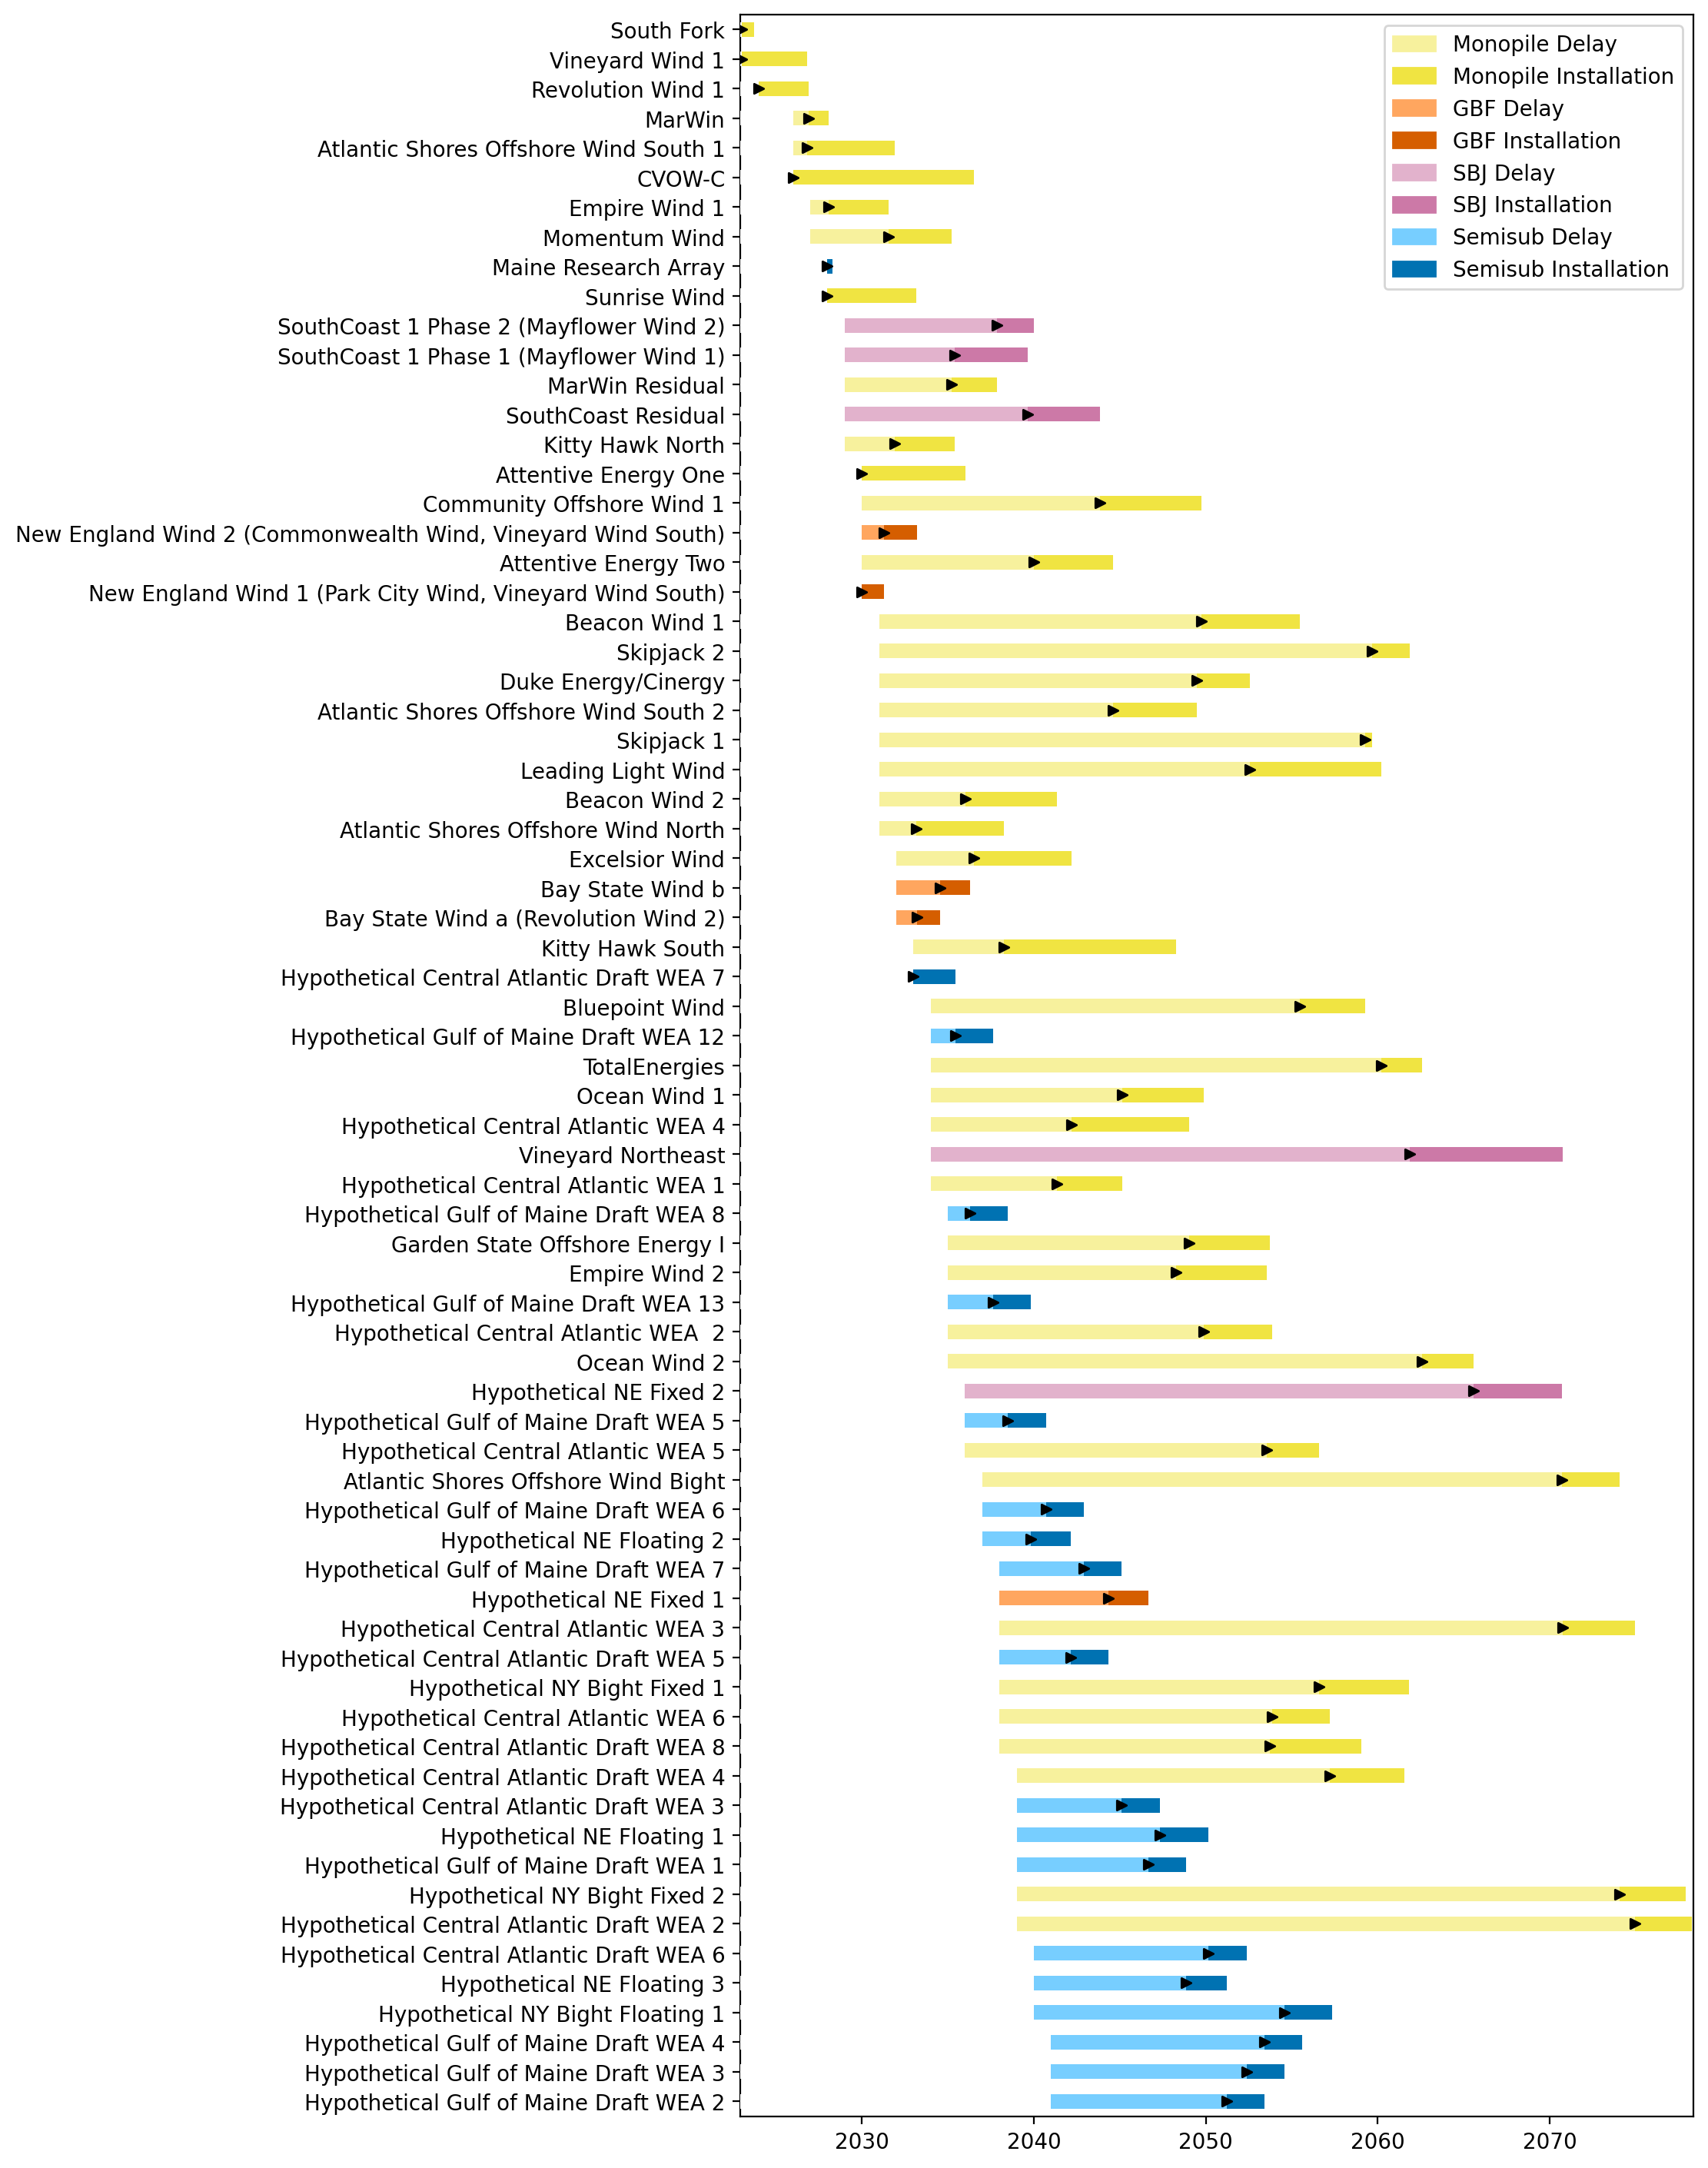 South Fork
Vineyard Wind 1
Revolution Wind 1
MarWin
Atlantic Shores Offshore Wind South 1
CVOW-C
Empire Wind 1
Momentum Wind
Maine Research Array
Sunrise Wind
SouthCoast 1 Phase 2 (Mayflower Wind 2)
SouthCoast 1 Phase 1 (Mayflower Wind 1)
MarWin Residual
SouthCoast Residual
Kitty Hawk North
Attentive Energy One
Community Offshore Wind 1
New England Wind 2 (Commonwealth Wind, Vineyard Wind South)
Attentive Energy Two
New England Wind 1 (Park City Wind, Vineyard Wind South)
Beacon Wind 1
Skipjack 2
Duke Energy/Cinergy
Atlantic Shores Offshore Wind South 2
Skipjack 1
Leading Light Wind
Beacon Wind 2
Atlantic Shores Offshore Wind North
Excelsior Wind
Bay State Wind b
Bay State Wind a (Revolution Wind 2)
Kitty Hawk South
Hypothetical Central Atlantic Draft WEA 7
Bluepoint Wind
Hypothetical Gulf of Maine Draft WEA 12
TotalEnergies
Ocean Wind 1
Hypothetical Central Atlantic WEA 4
Vineyard Northeast
Hypothetical Central Atlantic WEA 1
Hypothetical Gulf of Maine Draft WEA 8
Garden State Offshore Energy I
Empire Wind 2
Hypothetical Gulf of Maine Draft WEA 13
Hypothetical Central Atlantic WEA  2
Ocean Wind 2
Hypothetical NE Fixed 2
Hypothetical Gulf of Maine Draft WEA 5
Hypothetical Central Atlantic WEA 5
Atlantic Shores Offshore Wind Bight
Hypothetical Gulf of Maine Draft WEA 6
Hypothetical NE Floating 2
Hypothetical Gulf of Maine Draft WEA 7
Hypothetical NE Fixed 1
Hypothetical Central Atlantic WEA 3
Hypothetical Central Atlantic Draft WEA 5
Hypothetical NY Bight Fixed 1
Hypothetical Central Atlantic WEA 6
Hypothetical Central Atlantic Draft WEA 8
Hypothetical Central Atlantic Draft WEA 4
Hypothetical Central Atlantic Draft WEA 3
Hypothetical NE Floating 1
Hypothetical Gulf of Maine Draft WEA 1
Hypothetical NY Bight Fixed 2
Hypothetical Central Atlantic Draft WEA 2
Hypothetical Central Atlantic Draft WEA 6
Hypothetical NE Floating 3
Hypothetical NY Bight Floating 1
Hypothetical Gulf of Maine Draft WEA 4
Hypothetical Gulf of Maine Draft WEA 3
Hypothetical Gulf of Maine Draft WEA 2
Monopile Delay
Monopile Installation
GBF Delay
GBF Installation
SBJ Delay
SBJ Installation
Semisub Delay
Semisub Installation
2030 2040 2050 2060 2070